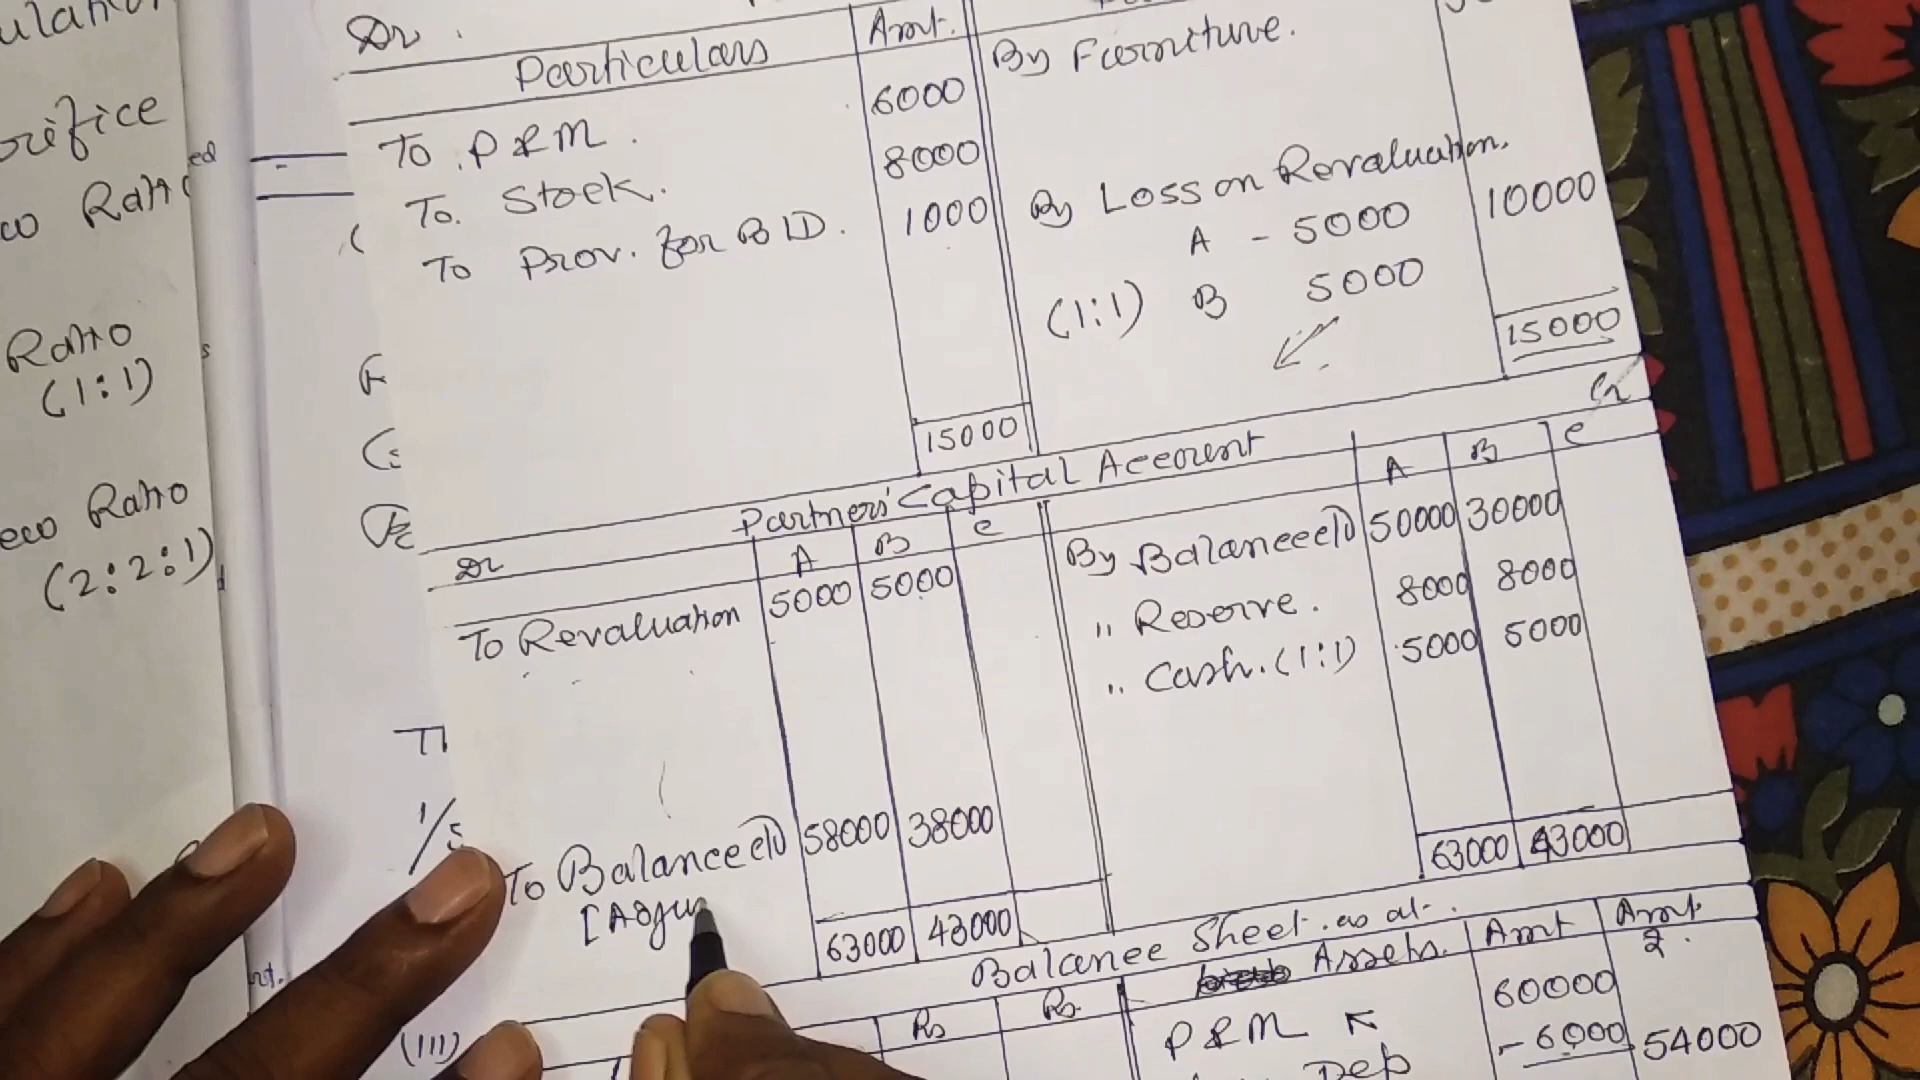 Dr.
Particulars Amt.
To P&M. 6000
To. Stock. 8000
To Prov. for B|D. 1000
15000
By Furniture.
By Loss on Revaluation.
A - 5000 10000
(1:1) B 5000
15000
Partners' Capital Account
Dr A B C
To Revaluation 5000 5000
To Balance c|d 58000 38000
[Adju
63000 43000
Cr
A B C
By Balance c|d 50000 30000
" Reserve. 8000 8000
" Cash. (1:1) 5000 5000
63000 43000
Balance Sheet. as at.
Rs Rs.
Assets. Amt Amt
P&M 60000
Dep - 6000 54000
Ratio
(1:1)
Ratio
(2:2:1)
(III)